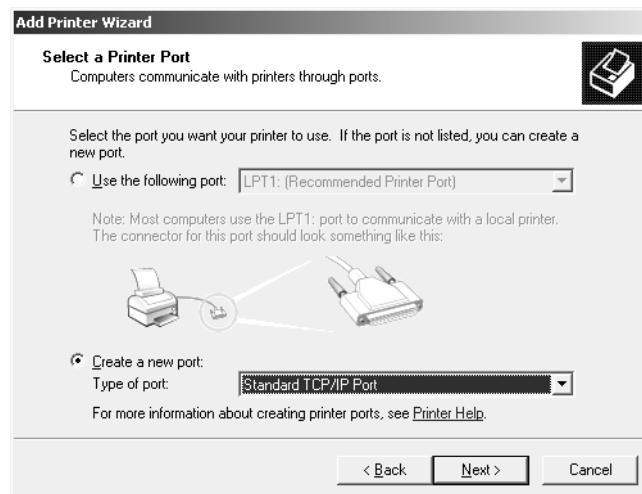 Add Printer Wizard
Select a Printer Port
Computers communicate with printers through ports.
Select the port you want your printer to use. If the port is not listed, you can create a
new port.
Use the following port: LPT1: (Recommended Printer Port)
Note: Most computers use the LPT1: port to communicate with a local printer.
The connector for this port should look something like this:
Create a new port:
Type of port: Standard TCP/IP Port
For more information about creating printer ports, see Printer Help.
< Back Next > Cancel